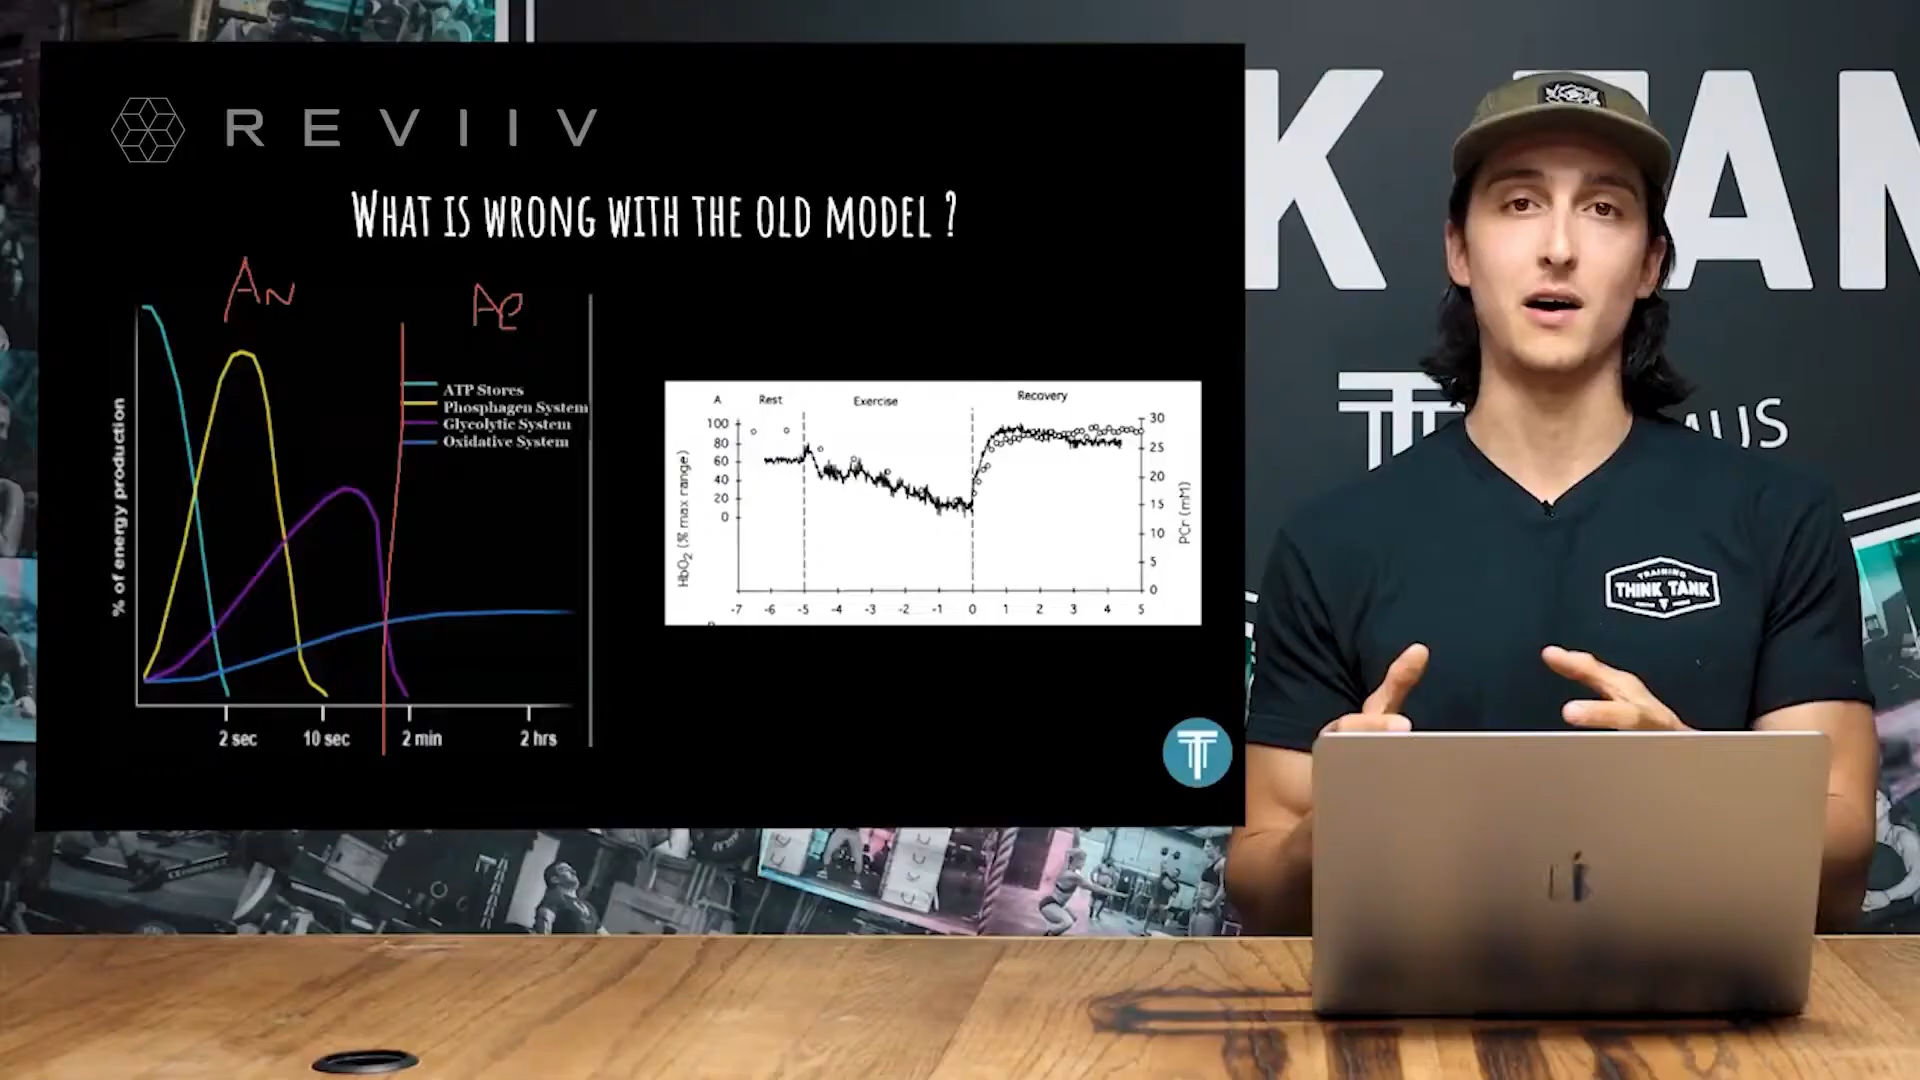 REVIIV
WHAT IS WRONG WITH THE OLD MODEL ?
AN
Ae
ATP Stores
Phosphagen System
Glycolytic System
Oxidative System
% of energy production
2 sec 10 sec 2 min 2 hrs
A Rest Exercise Recovery
100
80
60
40
20
0
HbO₂ (% max range)
30
25
20
15
10
5
0
PCr (mM)
-7 -6 -5 -4 -3 -2 -1 0 1 2 3 4 5
K TAN
MUS
TRAINING
THINK TANK